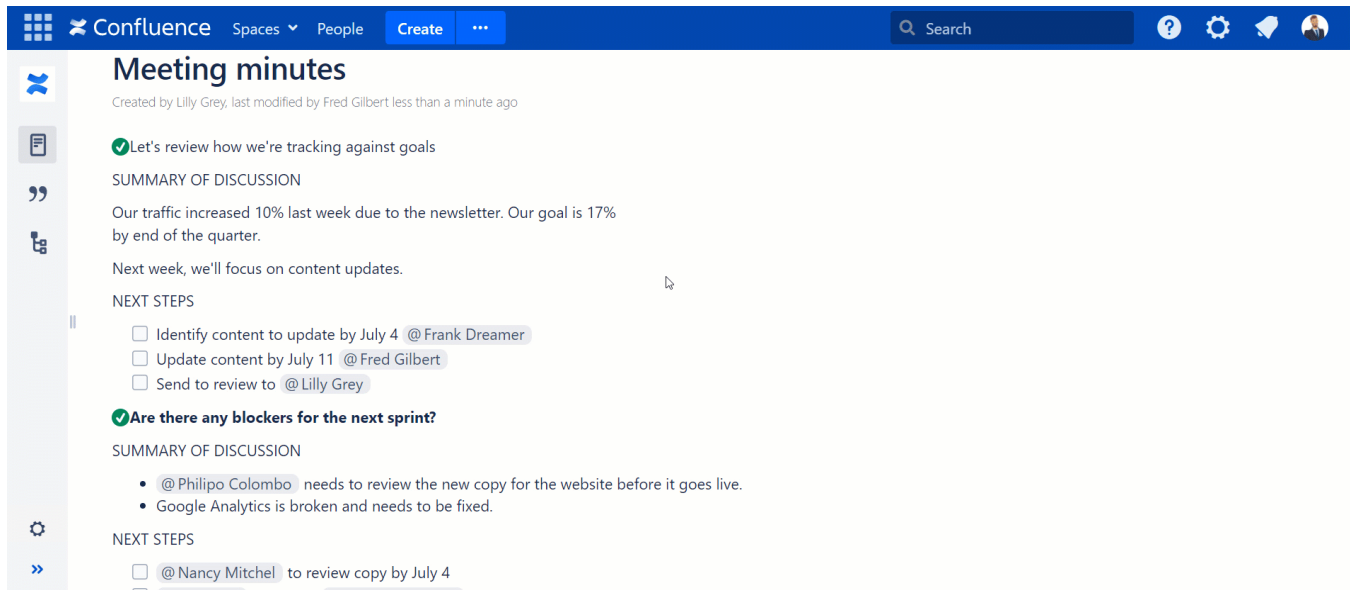 Confluence Spaces People Create ••• Search
Meeting minutes
Created by Lilly Grey, last modified by Fred Gilbert less than a minute ago
Let's review how we're tracking against goals
SUMMARY OF DISCUSSION
Our traffic increased 10% last week due to the newsletter. Our goal is 17%
by end of the quarter.
Next week, we'll focus on content updates.
NEXT STEPS
Identify content to update by July 4 @Frank Dreamer
Update content by July 11 @Fred Gilbert
Send to review to @Lilly Grey
Are there any blockers for the next sprint?
SUMMARY OF DISCUSSION
• @Philipo Colombo needs to review the new copy for the website before it goes live.
• Google Analytics is broken and needs to be fixed.
NEXT STEPS
@Nancy Mitchel to review copy by July 4